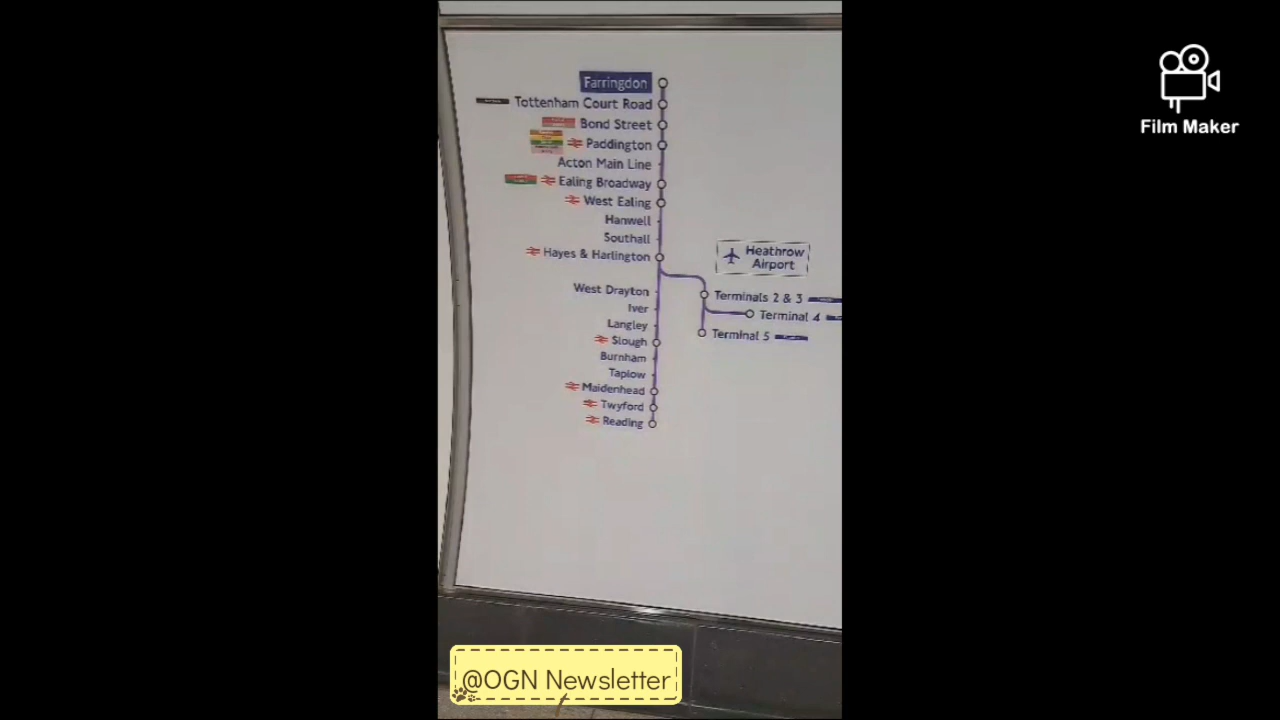 Farringdon
Tottenham Court Road
Bond Street
Paddington
Acton Main Line
Ealing Broadway
West Ealing
Hanwell
Southall
Hayes & Harlington
Heathrow
Airport
West Drayton
Terminals 2 & 3
Iver
Terminal 4
Langley
Terminal 5
Slough
Burnham
Taplow
Maidenhead
Twyford
Reading
Film Maker
@OGN Newsletter